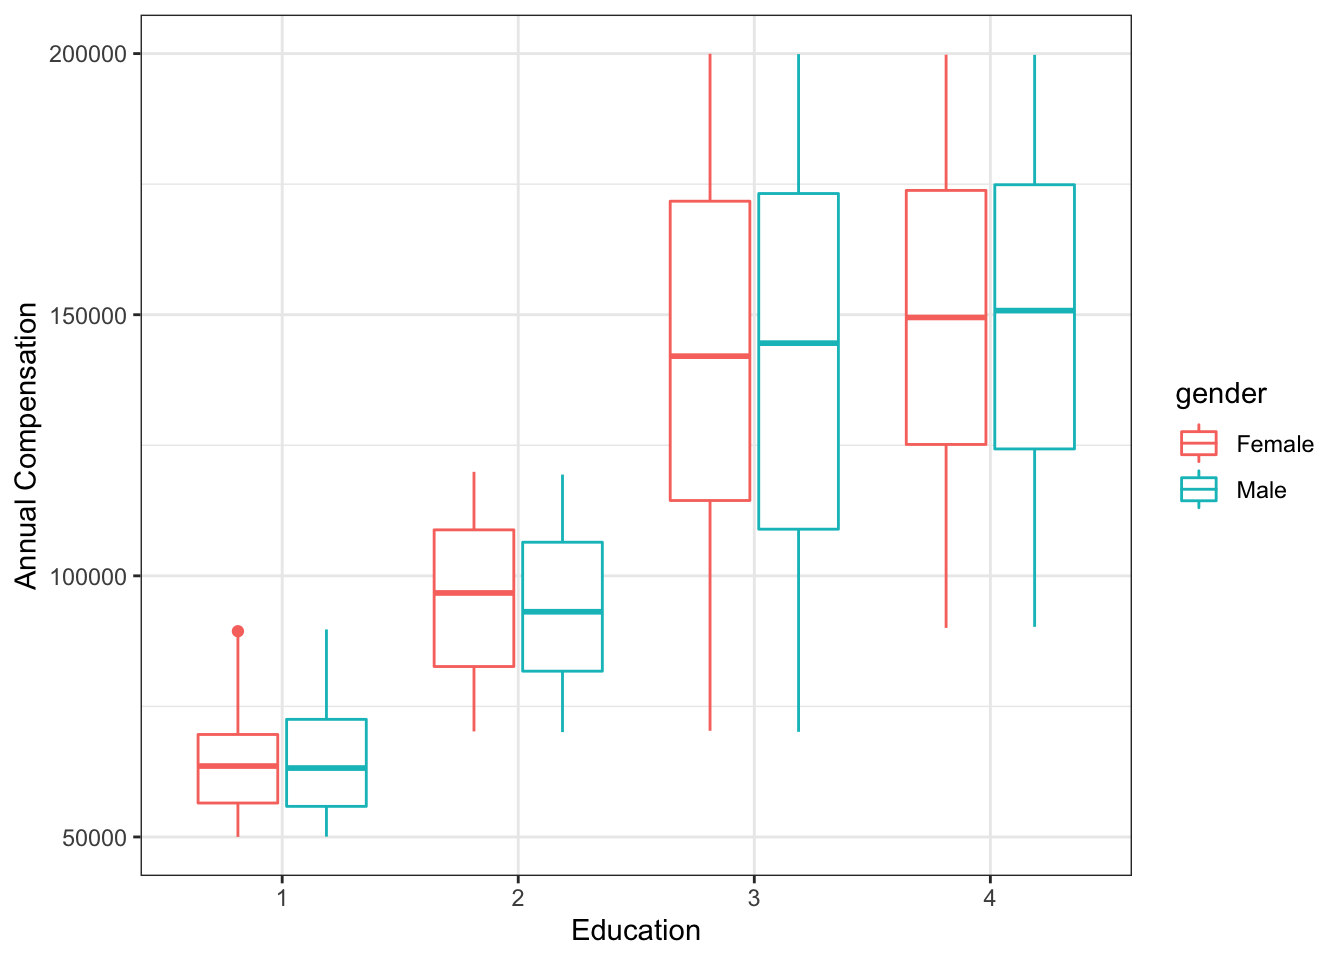 200000
150000
100000
50000
Annual Compensation
1 2 3 4
Education
gender
Female
Male